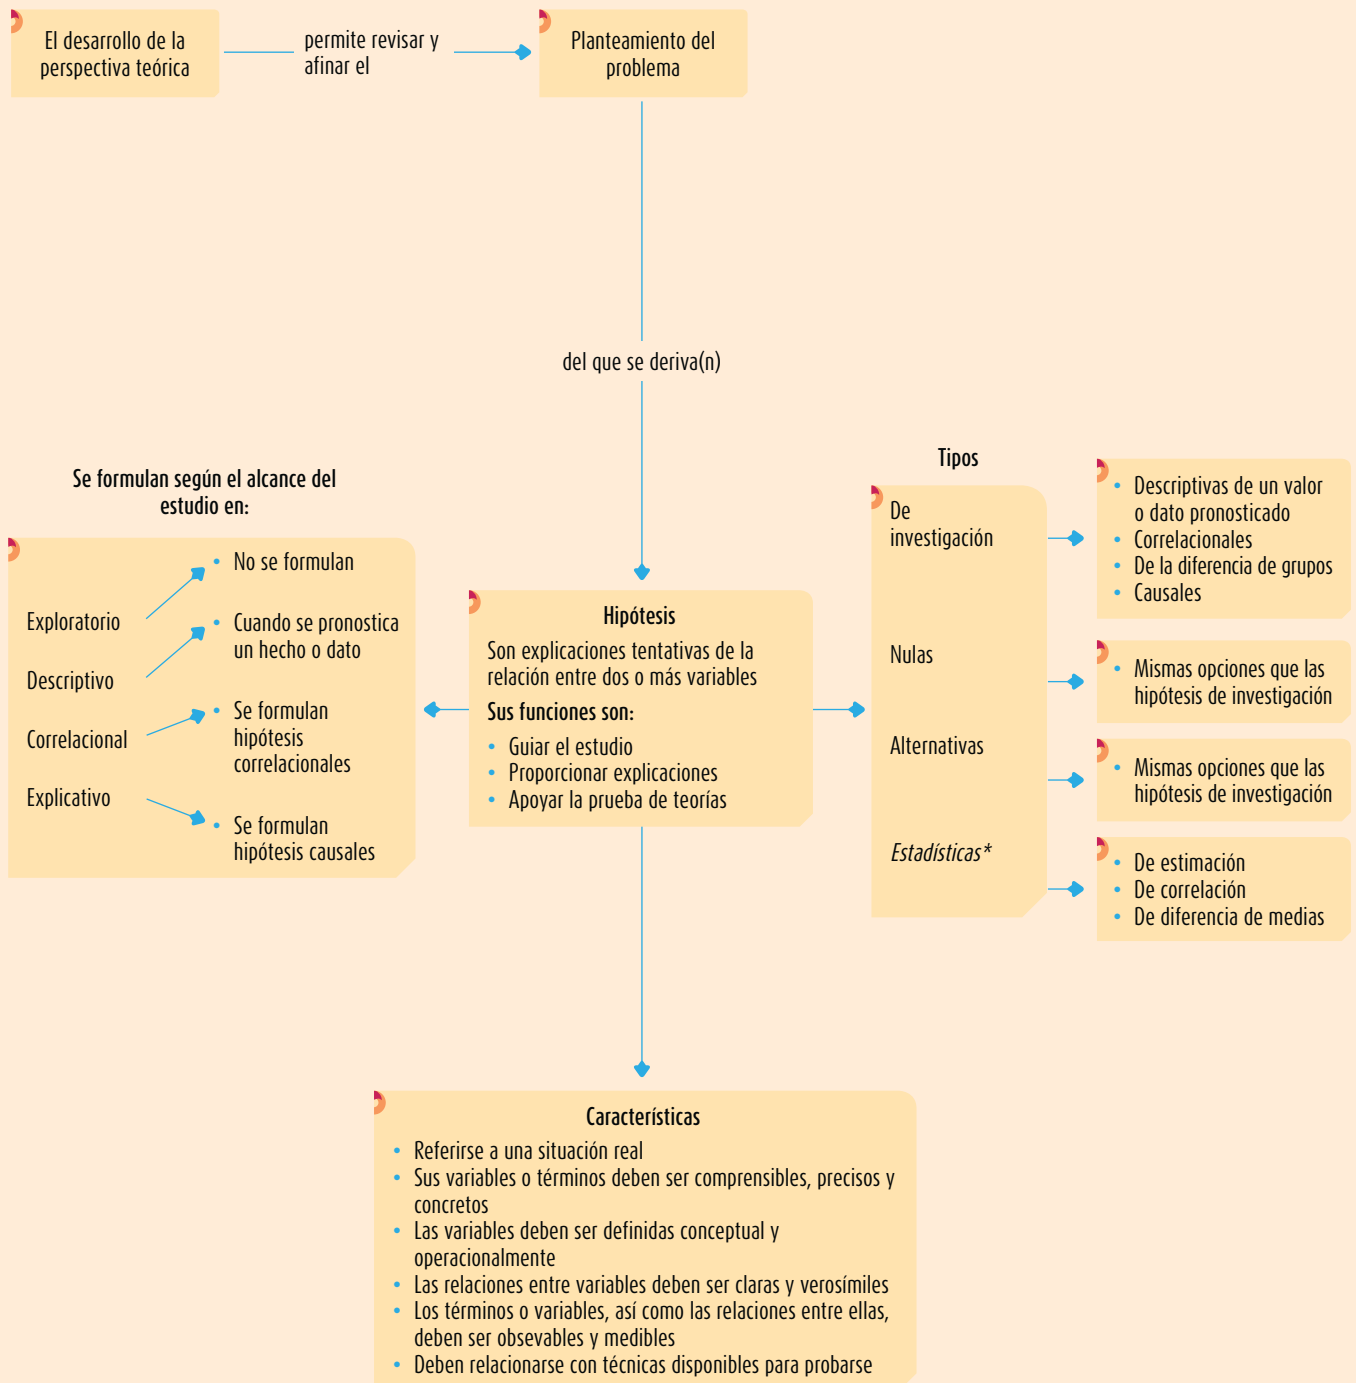 El desarrollo de la
perspectiva teórica
permite revisar y
afinar el
Planteamiento del
problema
del que se deriva(n)
Se formulan según el alcance del
estudio en:
Exploratorio
Descriptivo
Correlacional
Explicativo
• No se formulan
• Cuando se pronostica
un hecho o dato
• Se formulan
hipótesis
correlacionales
• Se formulan
hipótesis causales
Hipótesis
Son explicaciones tentativas de la
relación entre dos o más variables
Sus funciones son:
• Guiar el estudio
• Proporcionar explicaciones
• Apoyar la prueba de teorías
Tipos
De
investigación
Nulas
Alternativas
Estadísticas*
• Descriptivas de un valor
o dato pronosticado
• Correlacionales
• De la diferencia de grupos
• Causales
• Mismas opciones que las
hipótesis de investigación
• Mismas opciones que las
hipótesis de investigación
• De estimación
• De correlación
• De diferencia de medias
Características
• Referirse a una situación real
• Sus variables o términos deben ser comprensibles, precisos y
concretos
• Las variables deben ser definidas conceptual y
operacionalmente
• Las relaciones entre variables deben ser claras y verosímiles
• Los términos o variables, así como las relaciones entre ellas,
deben ser obsevables y medibles
• Deben relacionarse con técnicas disponibles para probarse